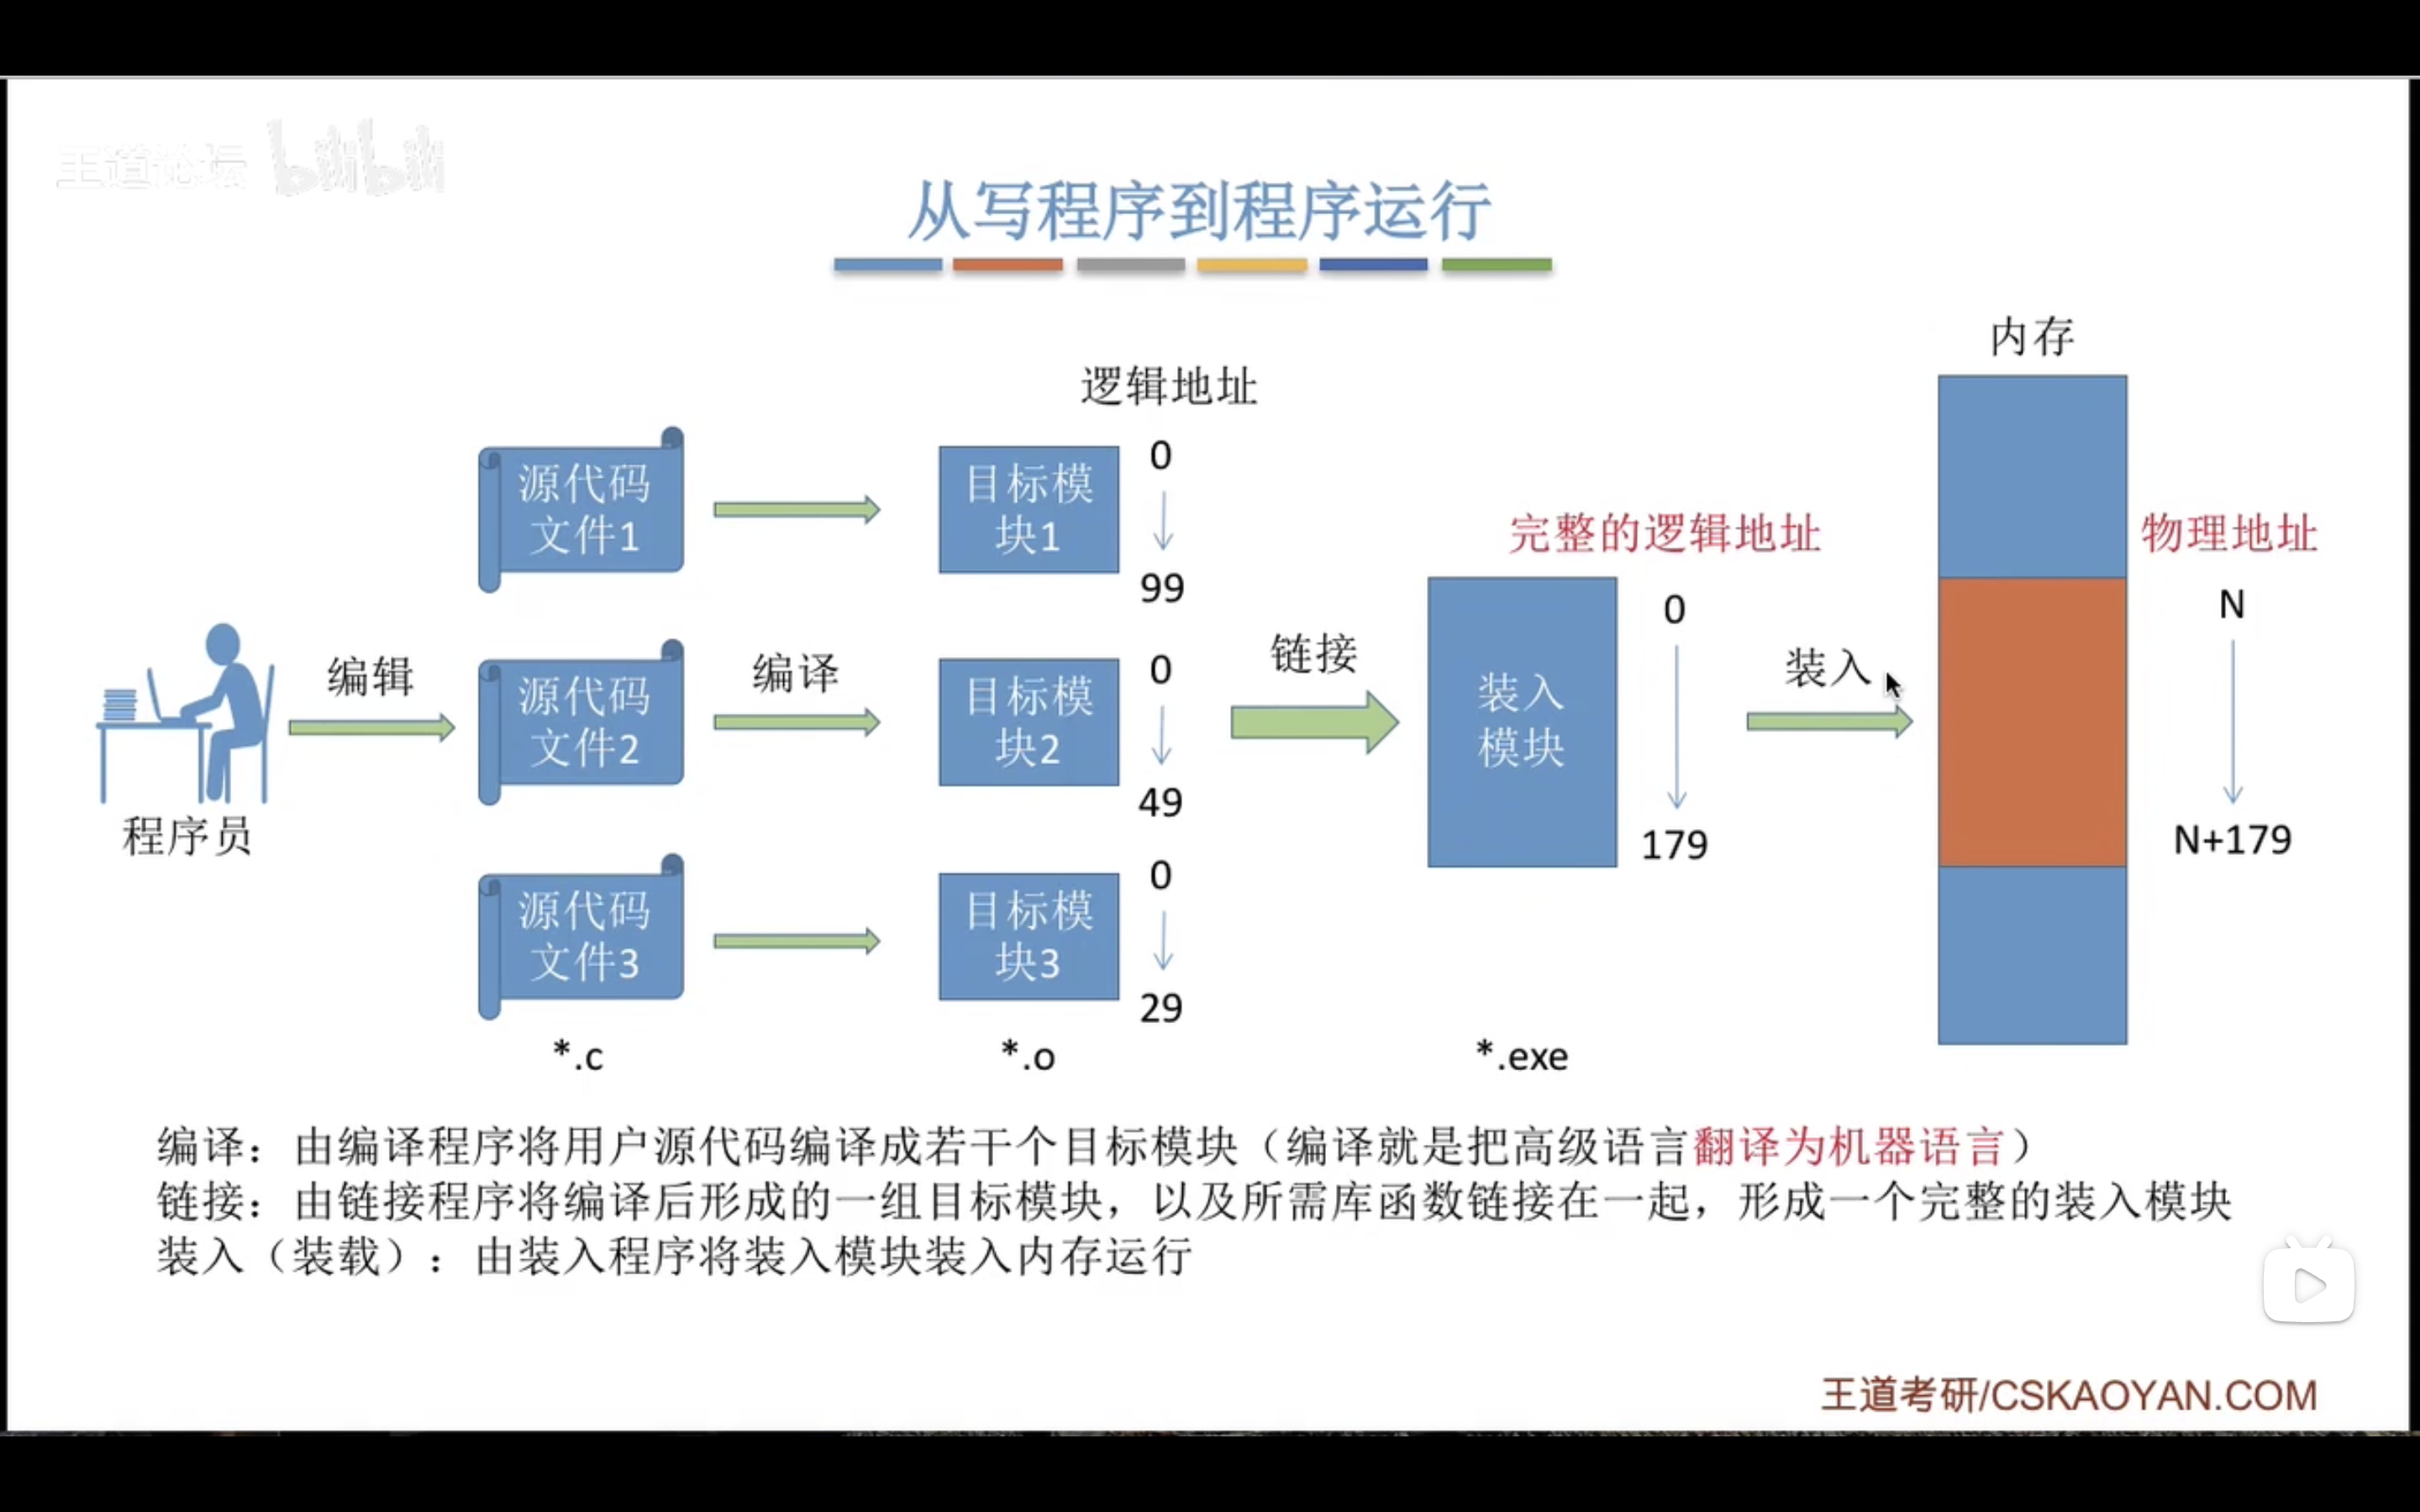 王道论坛 bilibili
从写程序到程序运行
内存
逻辑地址
源代码
文件1
目标模
块1
0
99
完整的逻辑地址
物理地址
程序员
编辑
源代码
文件2
编译
目标模
块2
0
49
链接
装入
模块
0
179
装入
N
N+179
源代码
文件3
目标模
块3
0
29
*.c
*.o
*.exe
编译：由编译程序将用户源代码编译成若干个目标模块（编译就是把高级语言翻译为机器语言）
链接：由链接程序将编译后形成的一组目标模块，以及所需库函数链接在一起，形成一个完整的装入模块
装入（装载）：由装入程序将装入模块装入内存运行
王道考研/CSKAOYAN.COM